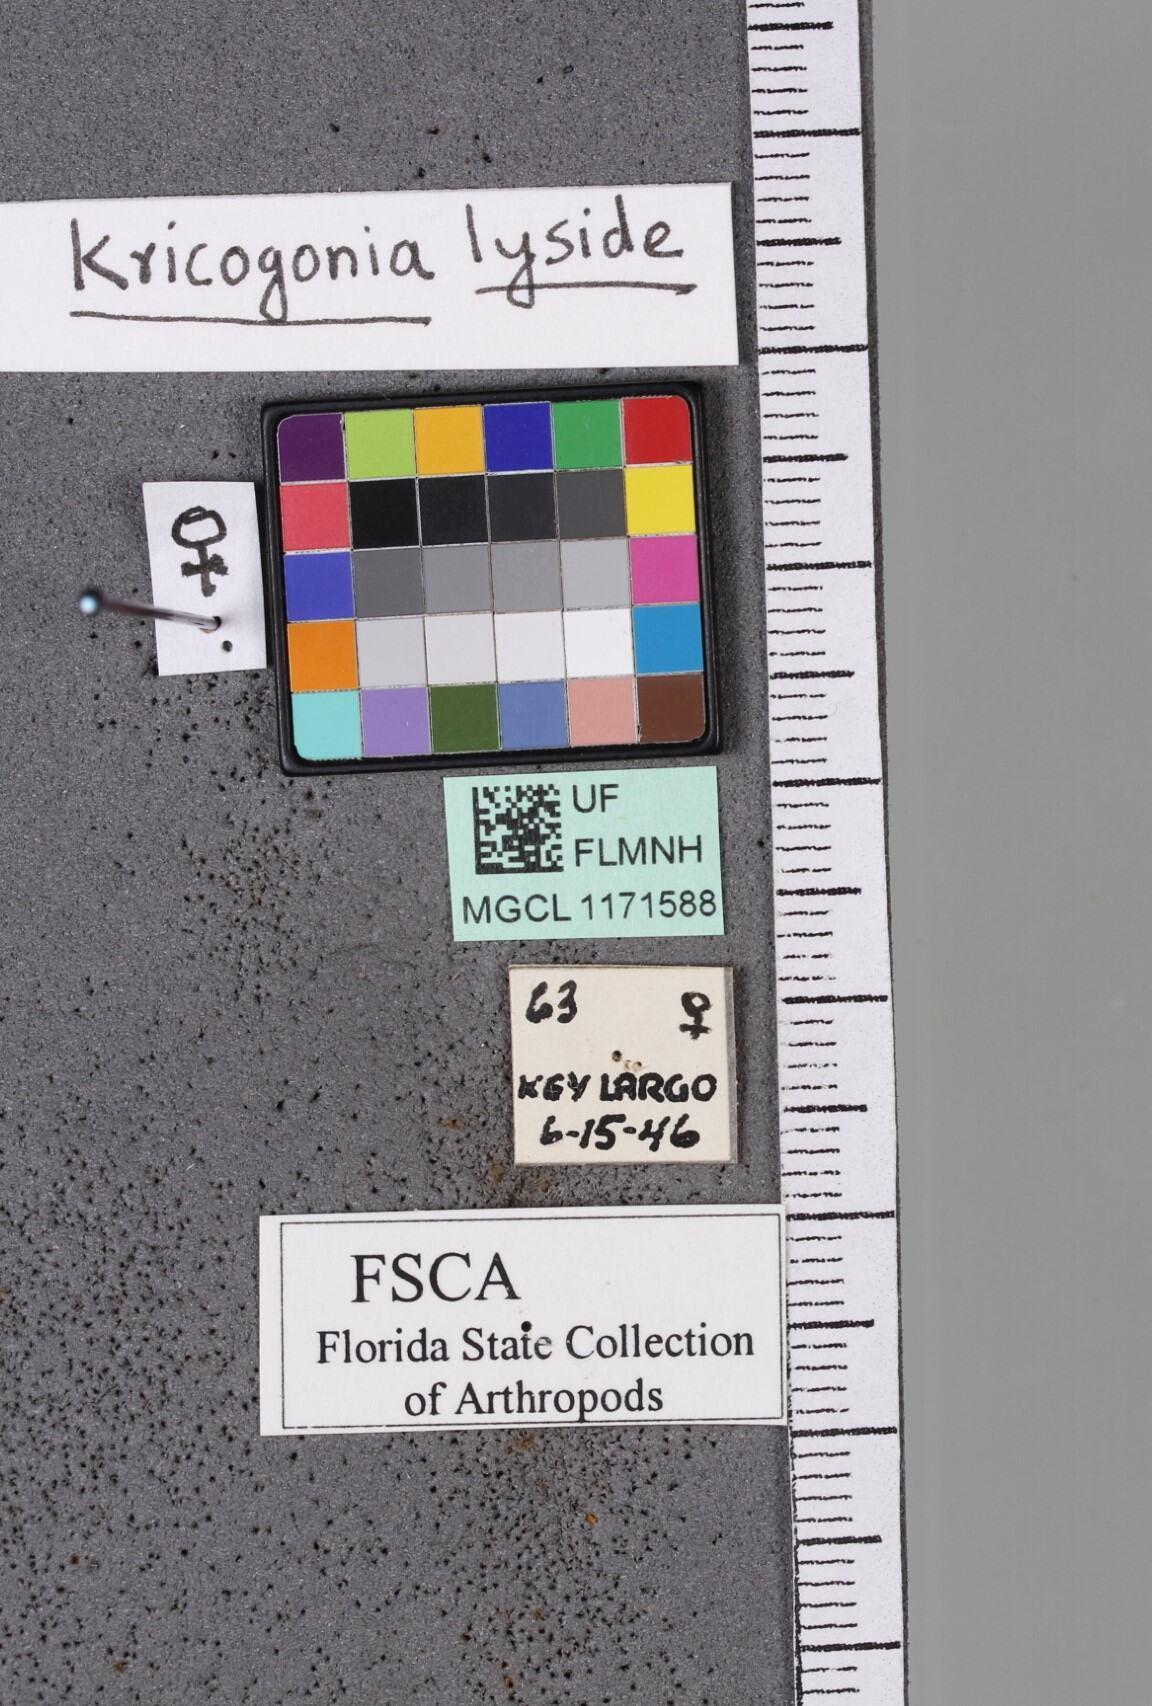 Kricogonia lyside
♀
UF
FLMNH
MGCL 1171588
63 ♀
KEY LARGO
6-15-46
FSCA
Florida State Collection
of Arthropods